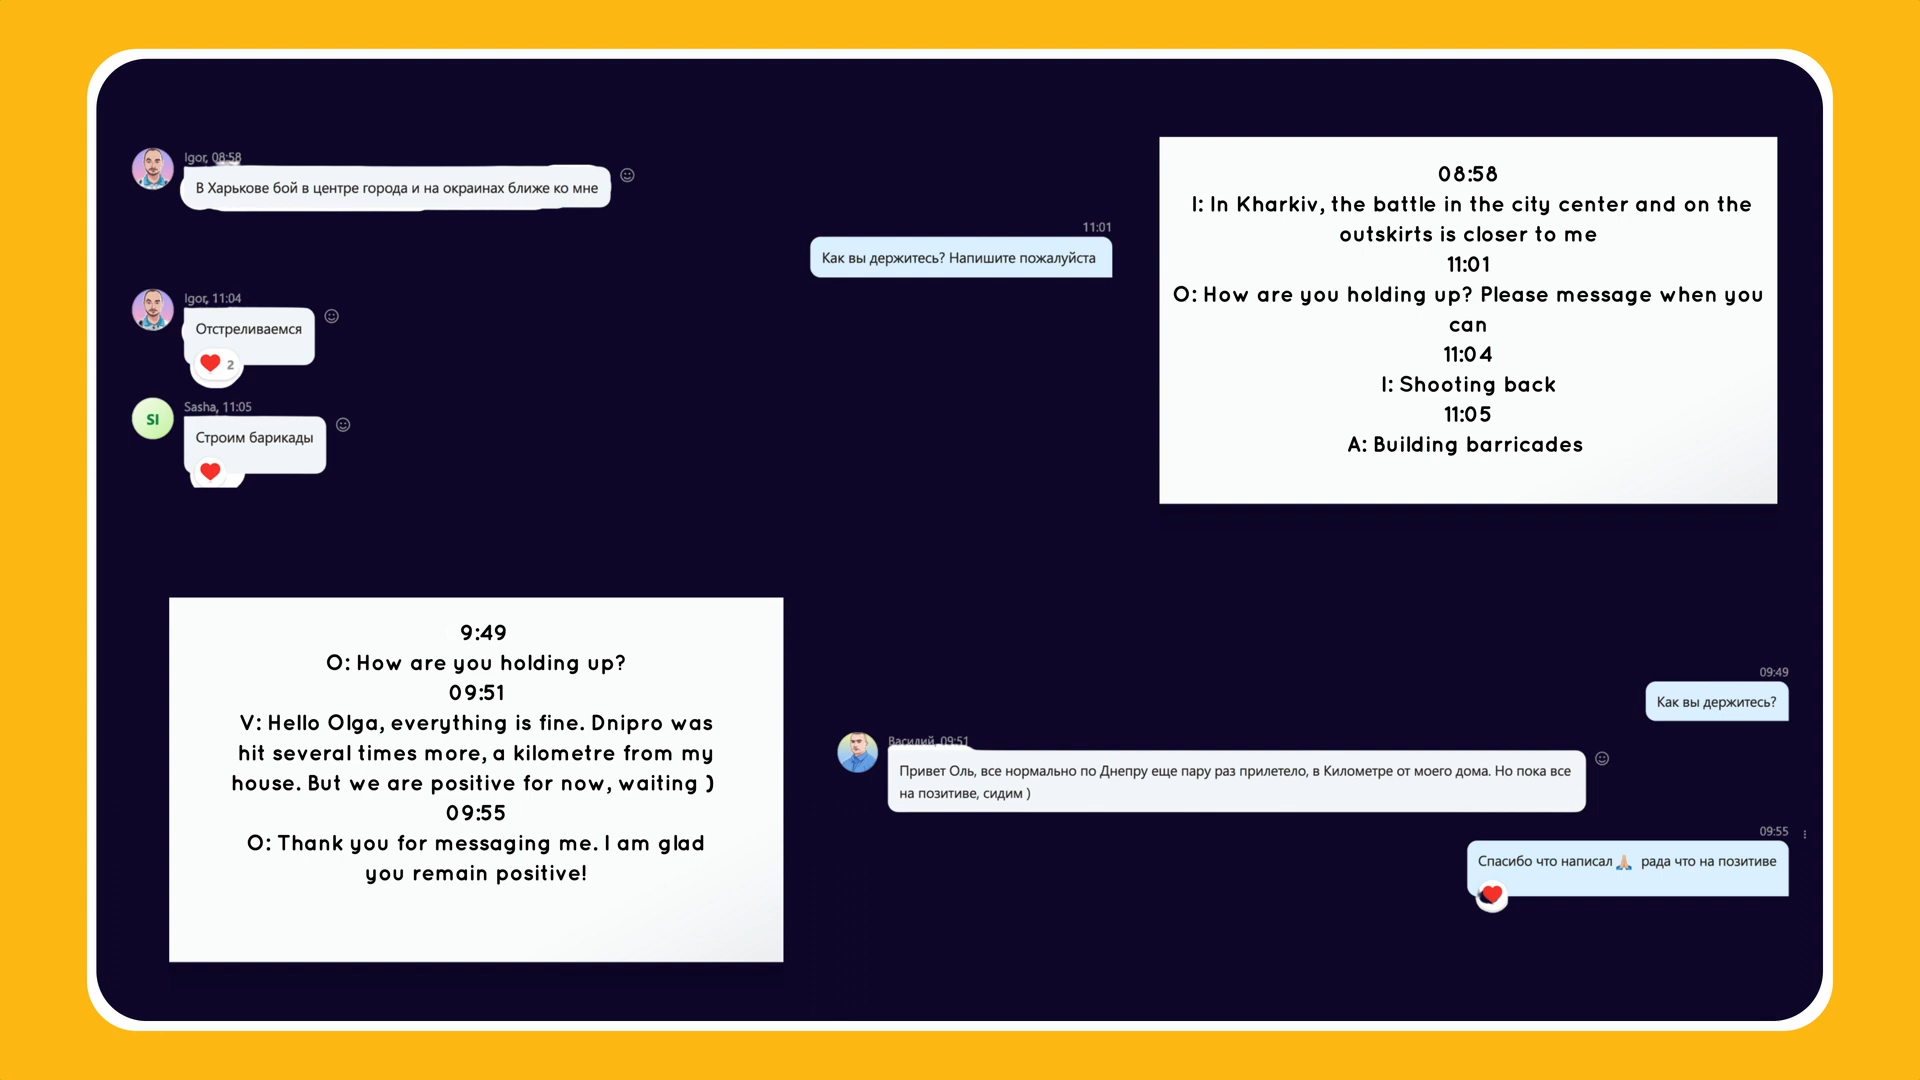 Igor, 08:58
В Харькове бой в центре города и на окраинах ближе ко мне
11:01
Как вы держитесь? Напишите пожалуйста
Igor, 11:04
Отстреливаемся
2
SI
Sasha, 11:05
Строим барикады
08:58
I: In Kharkiv, the battle in the city center and on the
outskirts is closer to me
11:01
O: How are you holding up? Please message when you
can
11:04
I: Shooting back
11:05
A: Building barricades
9:49
O: How are you holding up?
09:51
V: Hello Olga, everything is fine. Dnipro was
hit several times more, a kilometre from my
house. But we are positive for now, waiting )
09:55
O: Thank you for messaging me. I am glad
you remain positive!
09:49
Как вы держитесь?
Василий, 09:51
Привет Оль, все нормально по Днепру еще пару раз прилетело, в Километре от моего дома. Но пока все
на позитиве, сидим )
09:55
Спасибо что написал🙏🏼 рада что на позитиве